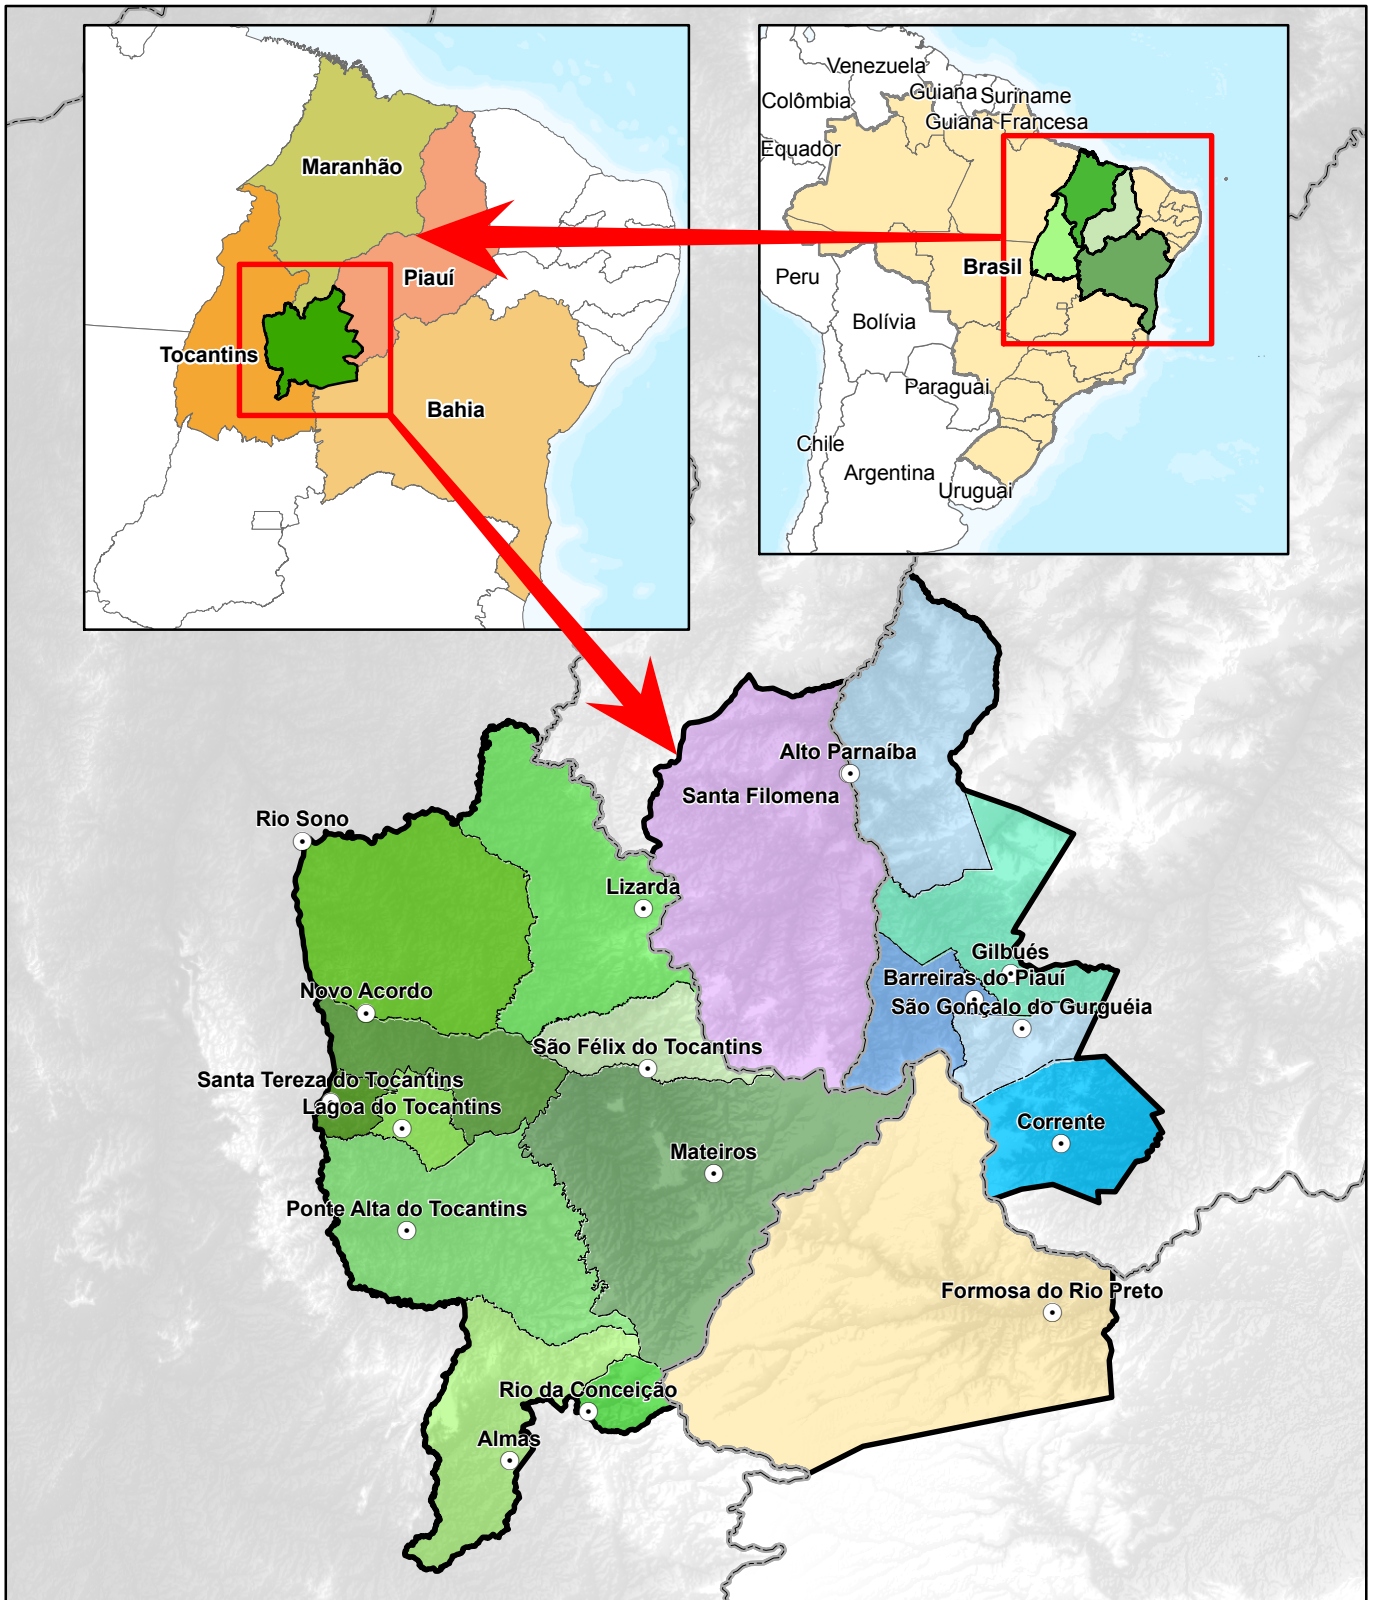 Maranhão
Piauí
Tocantins
Bahia
Venezuela
Guiana
Suriname
Colômbia
Guiana Francesa
Equador
Brasil
Peru
Bolívia
Paraguai
Chile
Argentina
Uruguai
Alto Parnaíba
Santa Filomena
Rio Sono
Lizarda
Gilbués
Barreiras do Piauí
Novo Acordo
São Gonçalo do Gurguéia
São Félix do Tocantins
Santa Tereza do Tocantins
Lagoa do Tocantins
Corrente
Mateiros
Ponte Alta do Tocantins
Formosa do Rio Preto
Rio da Conceição
Almas